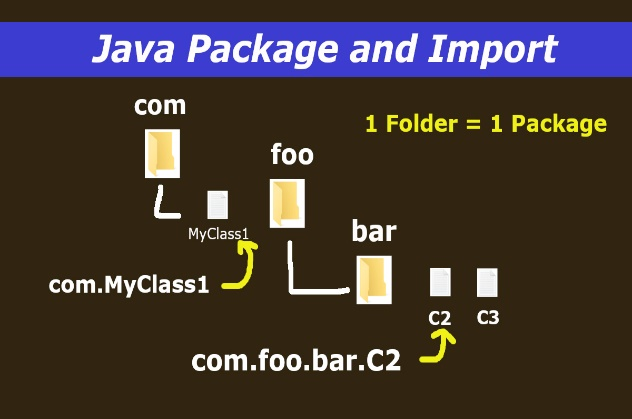 Java Package and Import
com
1 Folder = 1 Package
foo
MyClass1
bar
com.MyClass1
C2
C3
com.foo.bar.C2